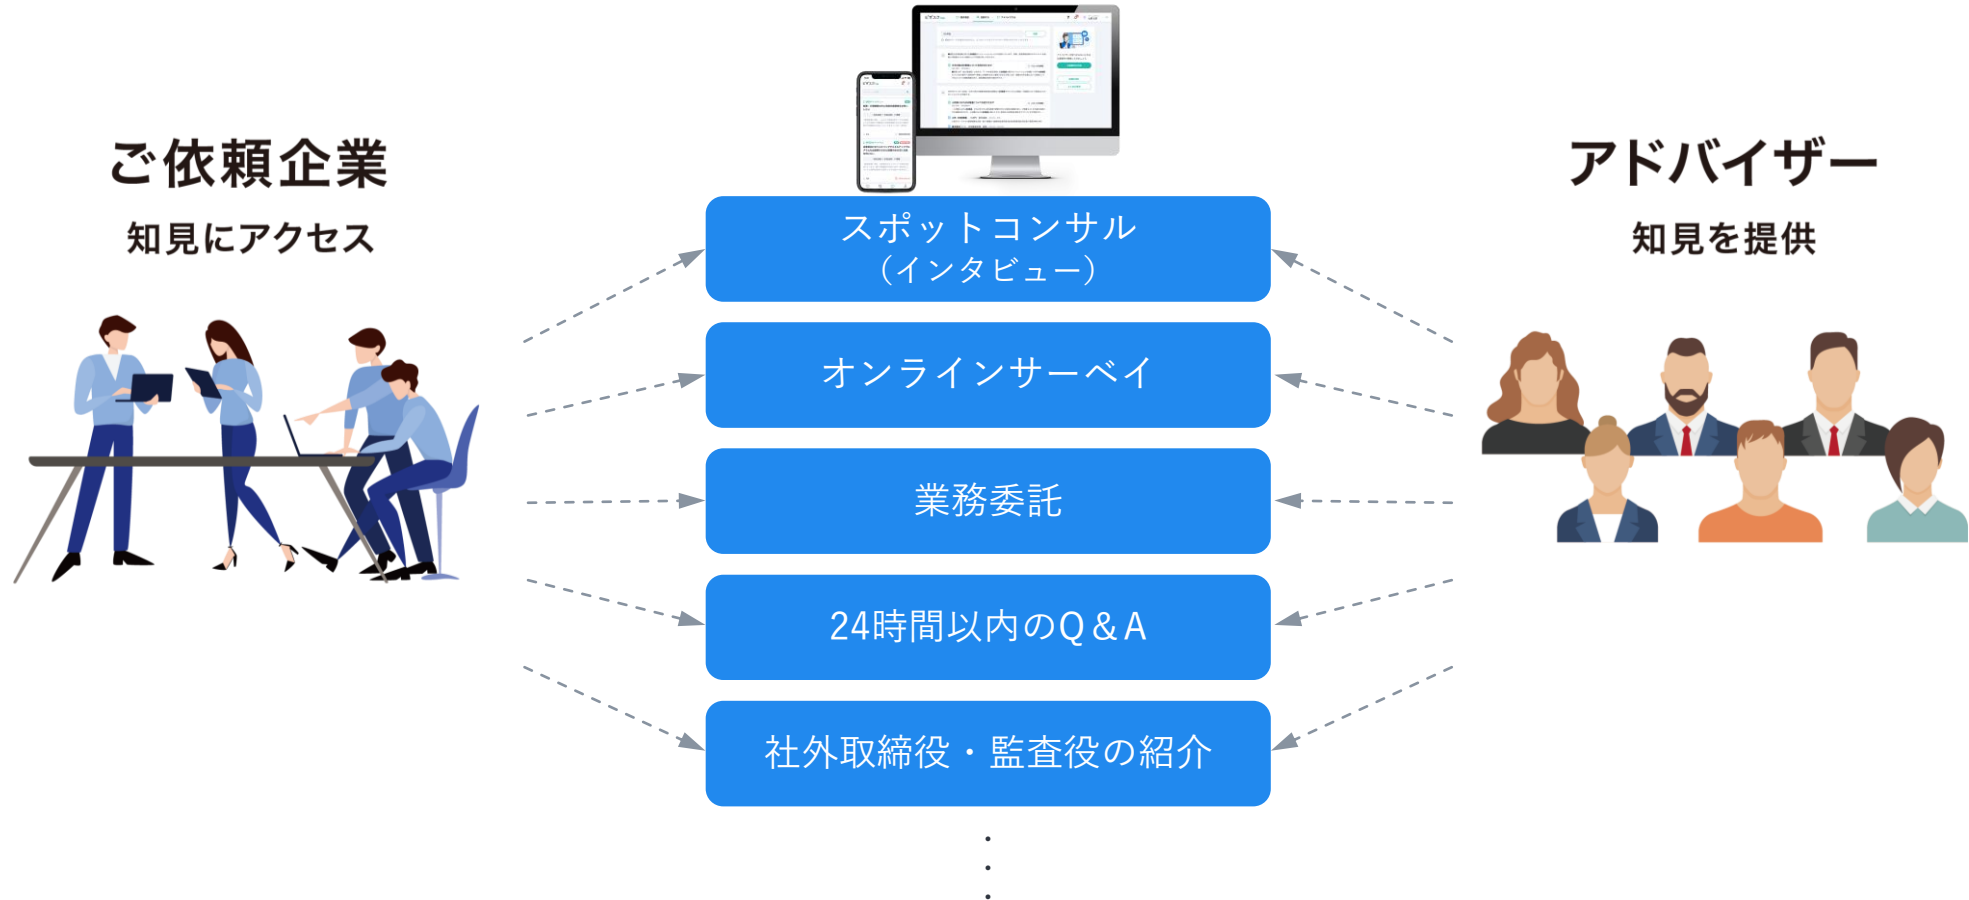 ご依頼企業
知見にアクセス
スポットコンサル
（インタビュー）
オンラインサーベイ
業務委託
24時間以内のQ＆A
社外取締役・監査役の紹介
アドバイザー
知見を提供